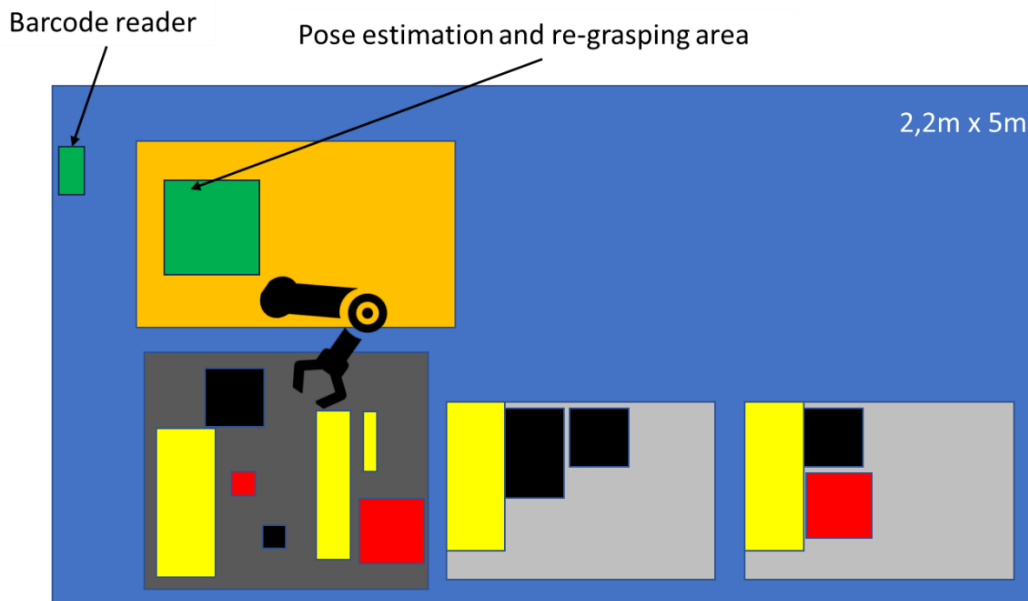 Barcode reader
Pose estimation and re-grasping area
2,2m x 5m